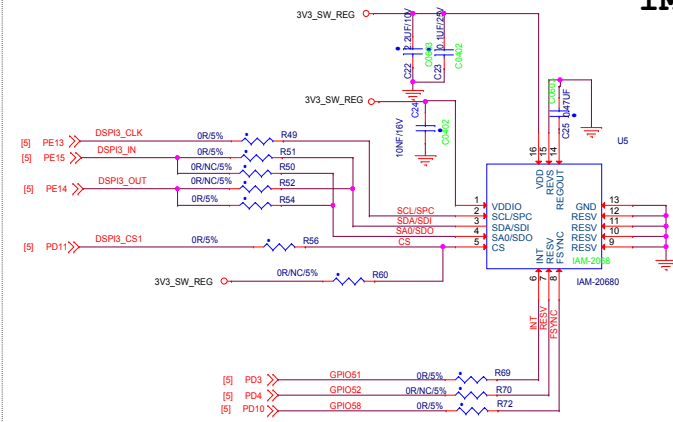 IM
3V3_SW_REG
2.2UF/10V
C0603
C22
0.1UF/25V
C0402
C23
3V3_SW_REG
C24
C0402
10NF/16V
C0603
0.47UF
C25
U5
[5] PE13 DSPI3_CLK 0R/5% R49
[5] PE15 DSPI3_IN 0R/5% R51
0R/NC/5% R50
[5] PE14 DSPI3_OUT 0R/NC/5% R52
0R/5% R54
[5] PD11 DSPI3_CS1 0R/5% R56
3V3_SW_REG 0R/NC/5% R60
16 15 14
VDD REVS REGOUT
1 VDDIO GND 13
SCL/SPC 2 SCL/SPC RESV 12
SDA/SDI 3 SDA/SDI RESV 11
SA0/SDO 4 SA0/SDO RESV 10
CS 5 CS RESV 9
INT RESV FSYNC
IAM-2068
6 7 8
IAM-20680
INT RESV FSYNC
[5] PD3 GPIO51 0R/5% R69
[5] PD4 GPIO52 0R/NC/5% R70
[5] PD10 GPIO58 0R/5% R72